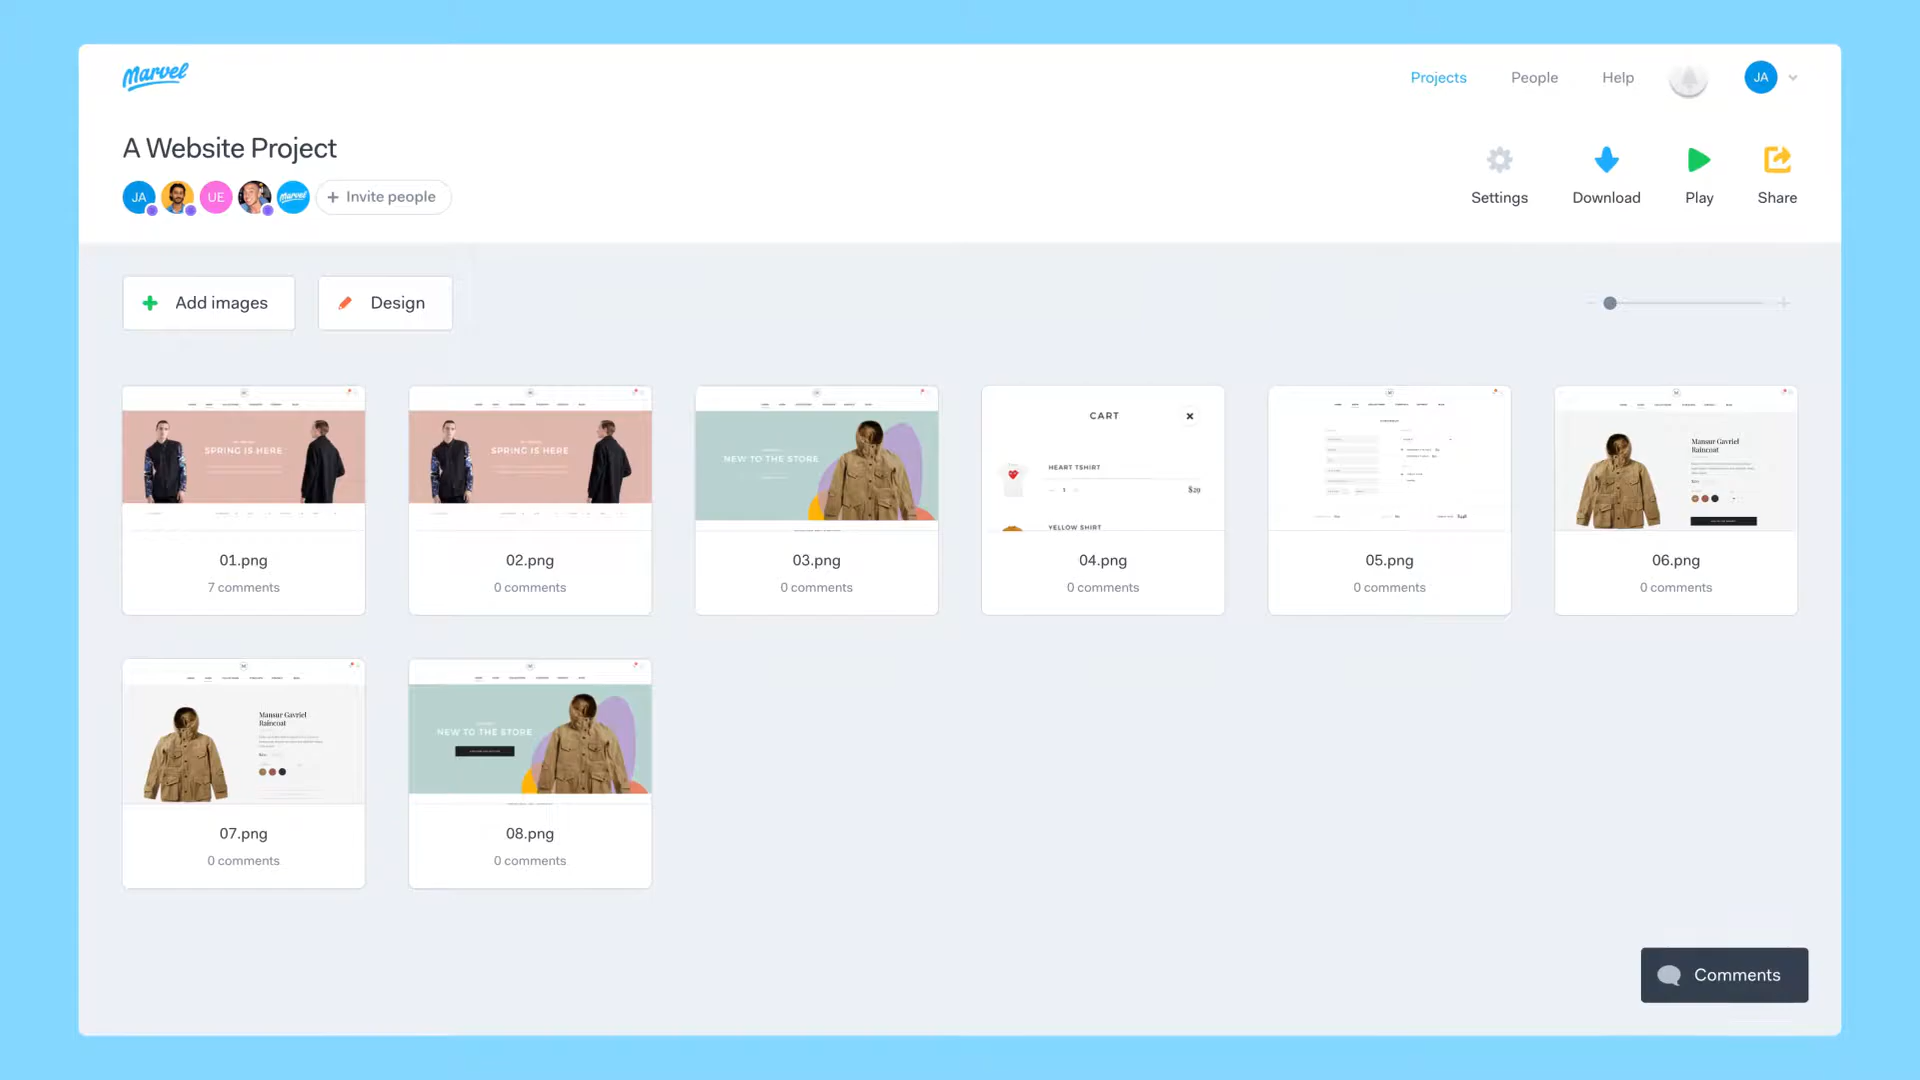 Marvel
Projects
People
Help
JA
A Website Project
JA
UE
Marvel
+ Invite people
Settings
Download
Play
Share
Add images
Design
SPRING IS HERE
01.png
7 comments
SPRING IS HERE
02.png
0 comments
NEW TO THE STORE
03.png
0 comments
CART
HEART TSHIRT
1
$29
YELLOW SHIRT
04.png
0 comments
05.png
0 comments
Mansur Gavriel
Raincoat
06.png
0 comments
Mansur Gavriel
Raincoat
07.png
0 comments
NEW TO THE STORE
08.png
0 comments
Comments